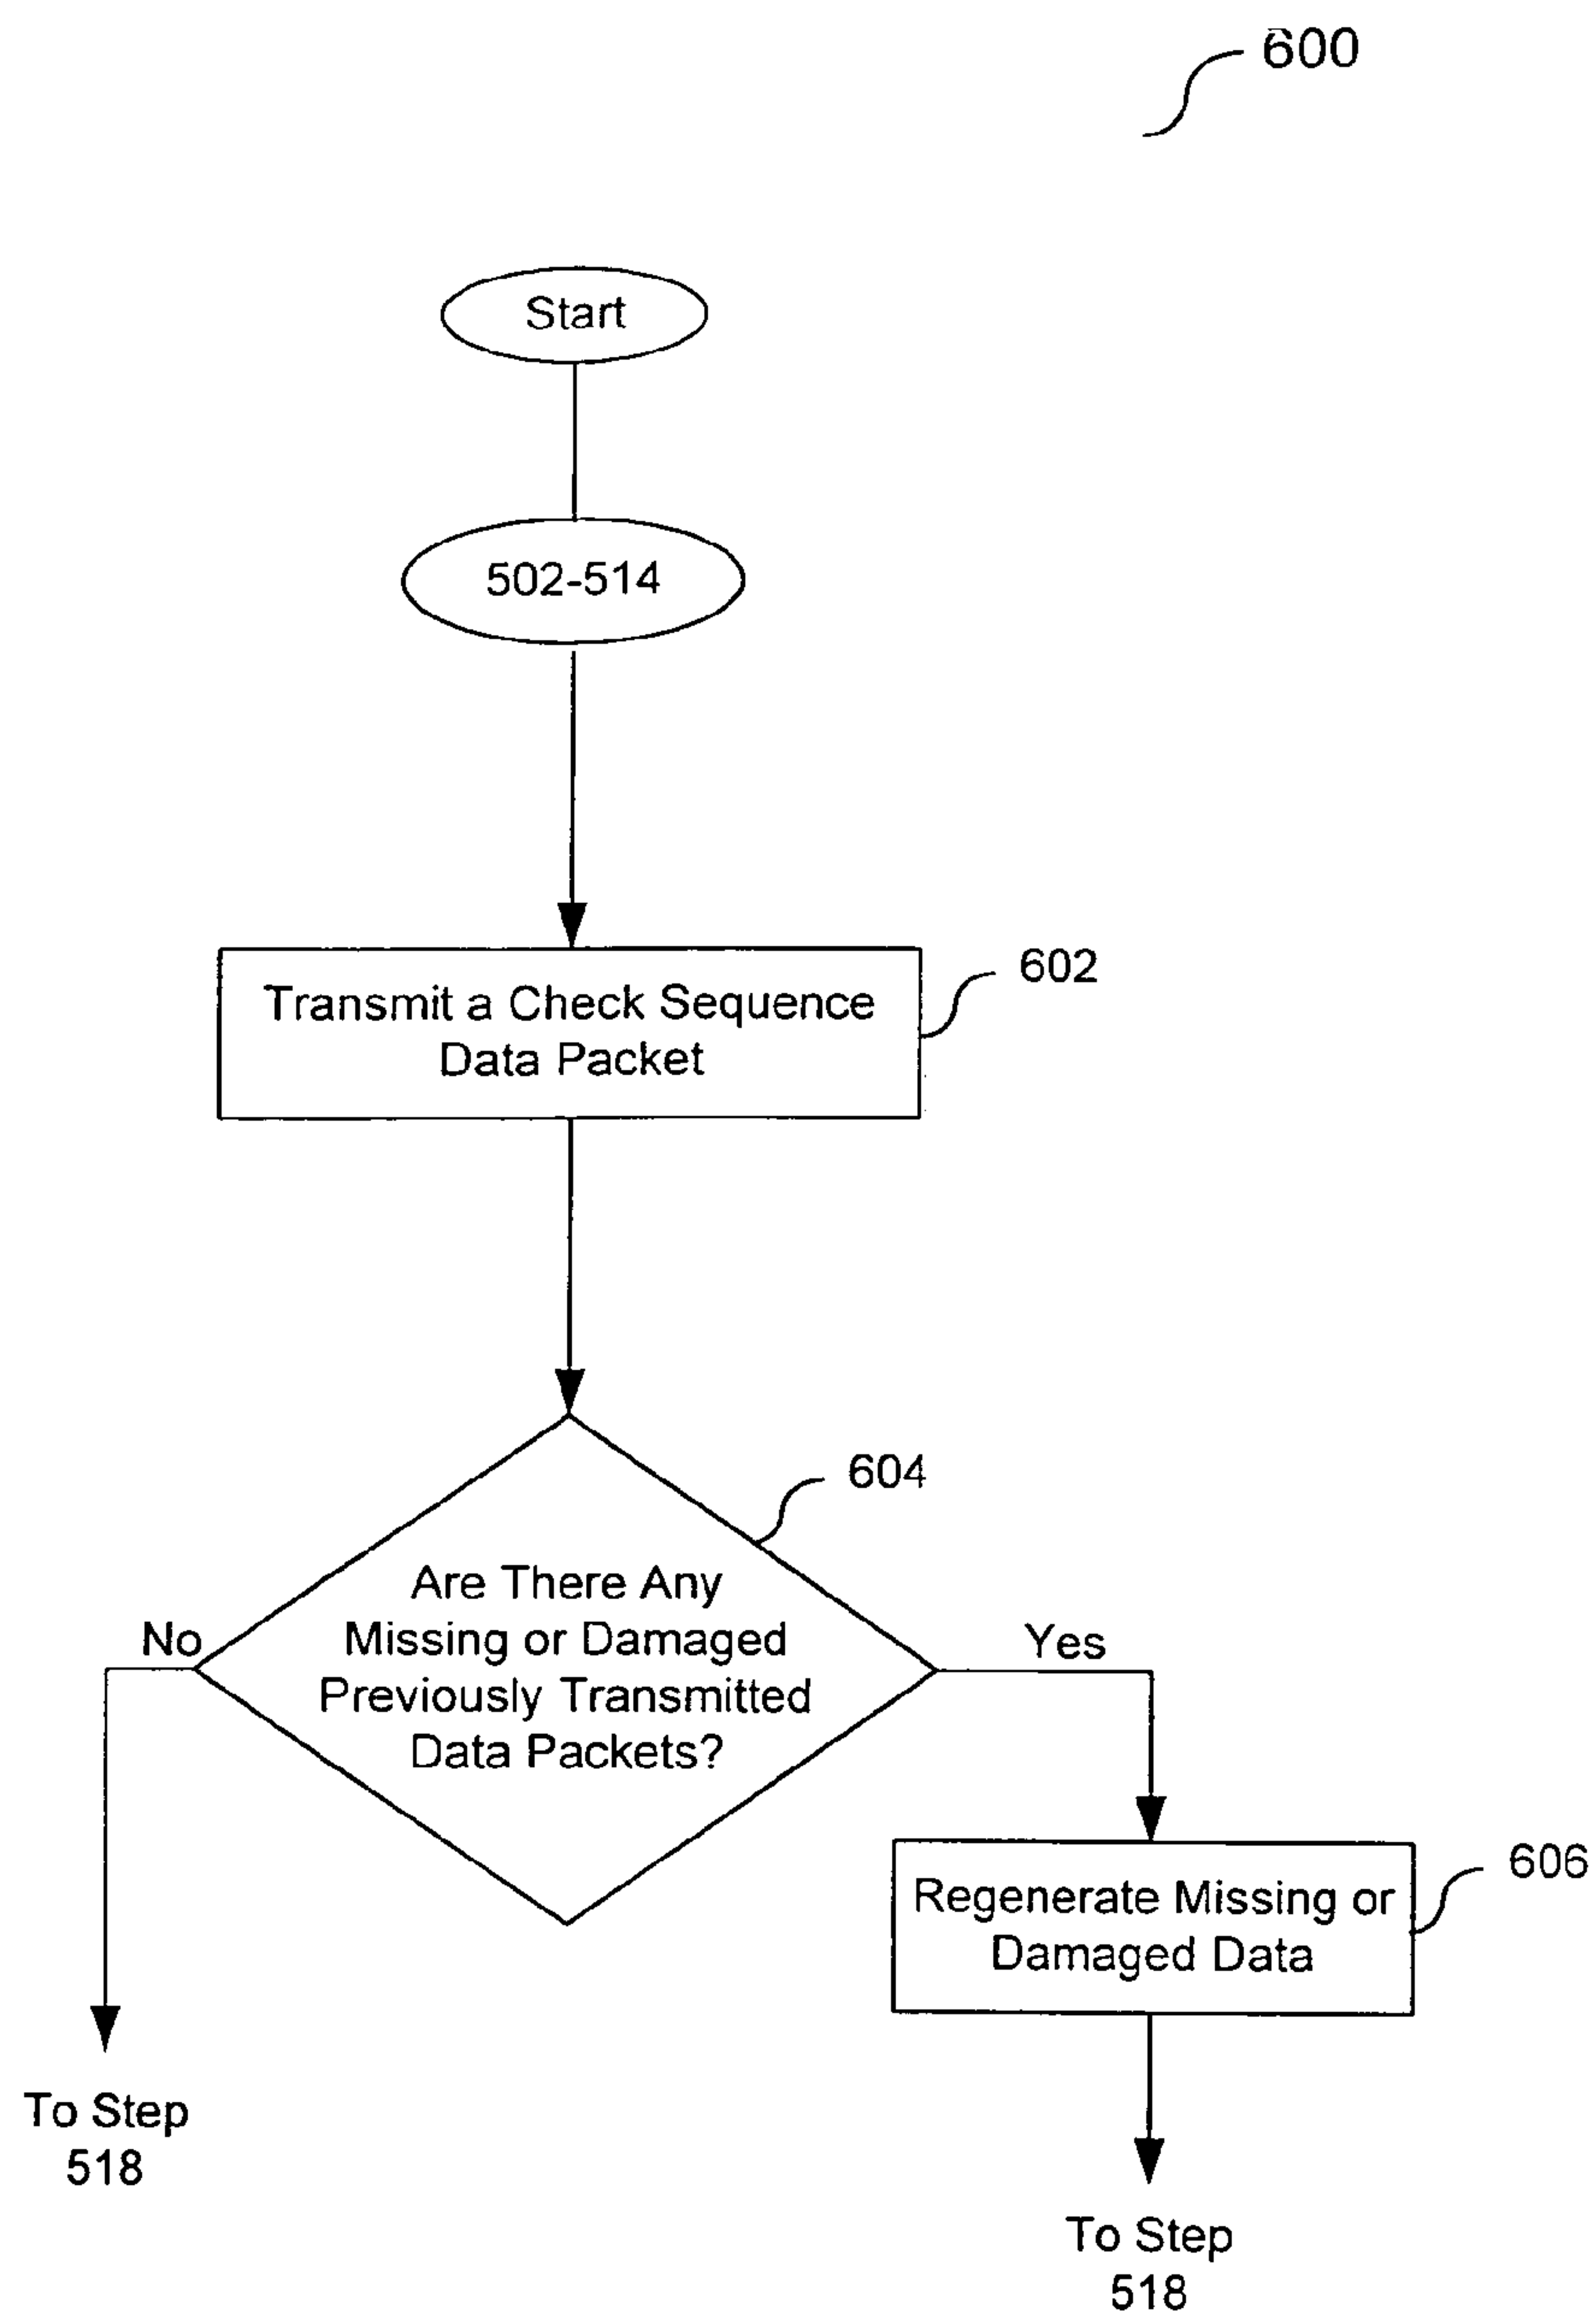 600
Start
502-514
602
Transmit a Check Sequence
Data Packet
604
Are There Any
Missing or Damaged
Previously Transmitted
Data Packets?
No
Yes
606
Regenerate Missing or
Damaged Data
To Step
518
To Step
518